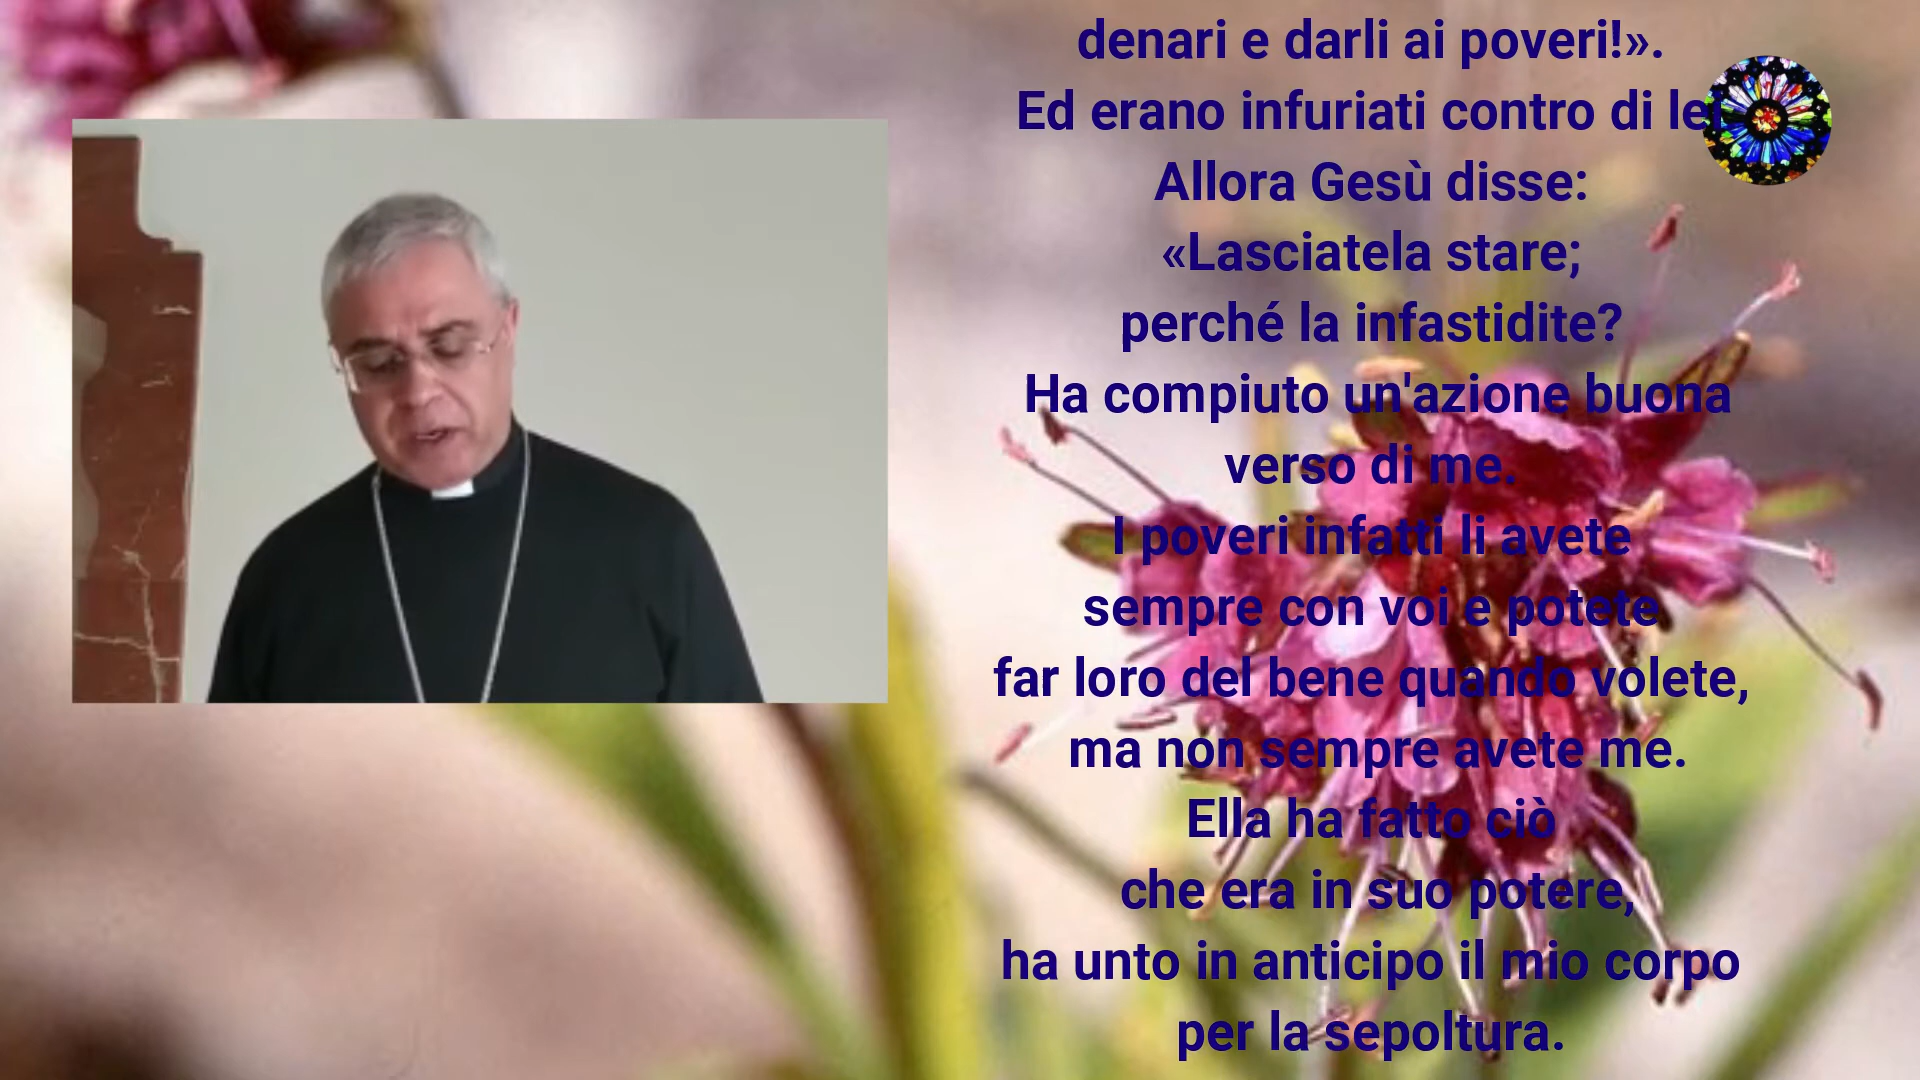 denari e darli ai poveri!».
Ed erano infuriati contro di lei
Allora Gesù disse:
«Lasciatela stare;
perché la infastidite?
Ha compiuto un'azione buona
verso di me.
I poveri infatti li avete
sempre con voi e potete
far loro del bene quando volete,
ma non sempre avete me.
Ella ha fatto ciò
che era in suo potere,
ha unto in anticipo il mio corpo
per la sepoltura.